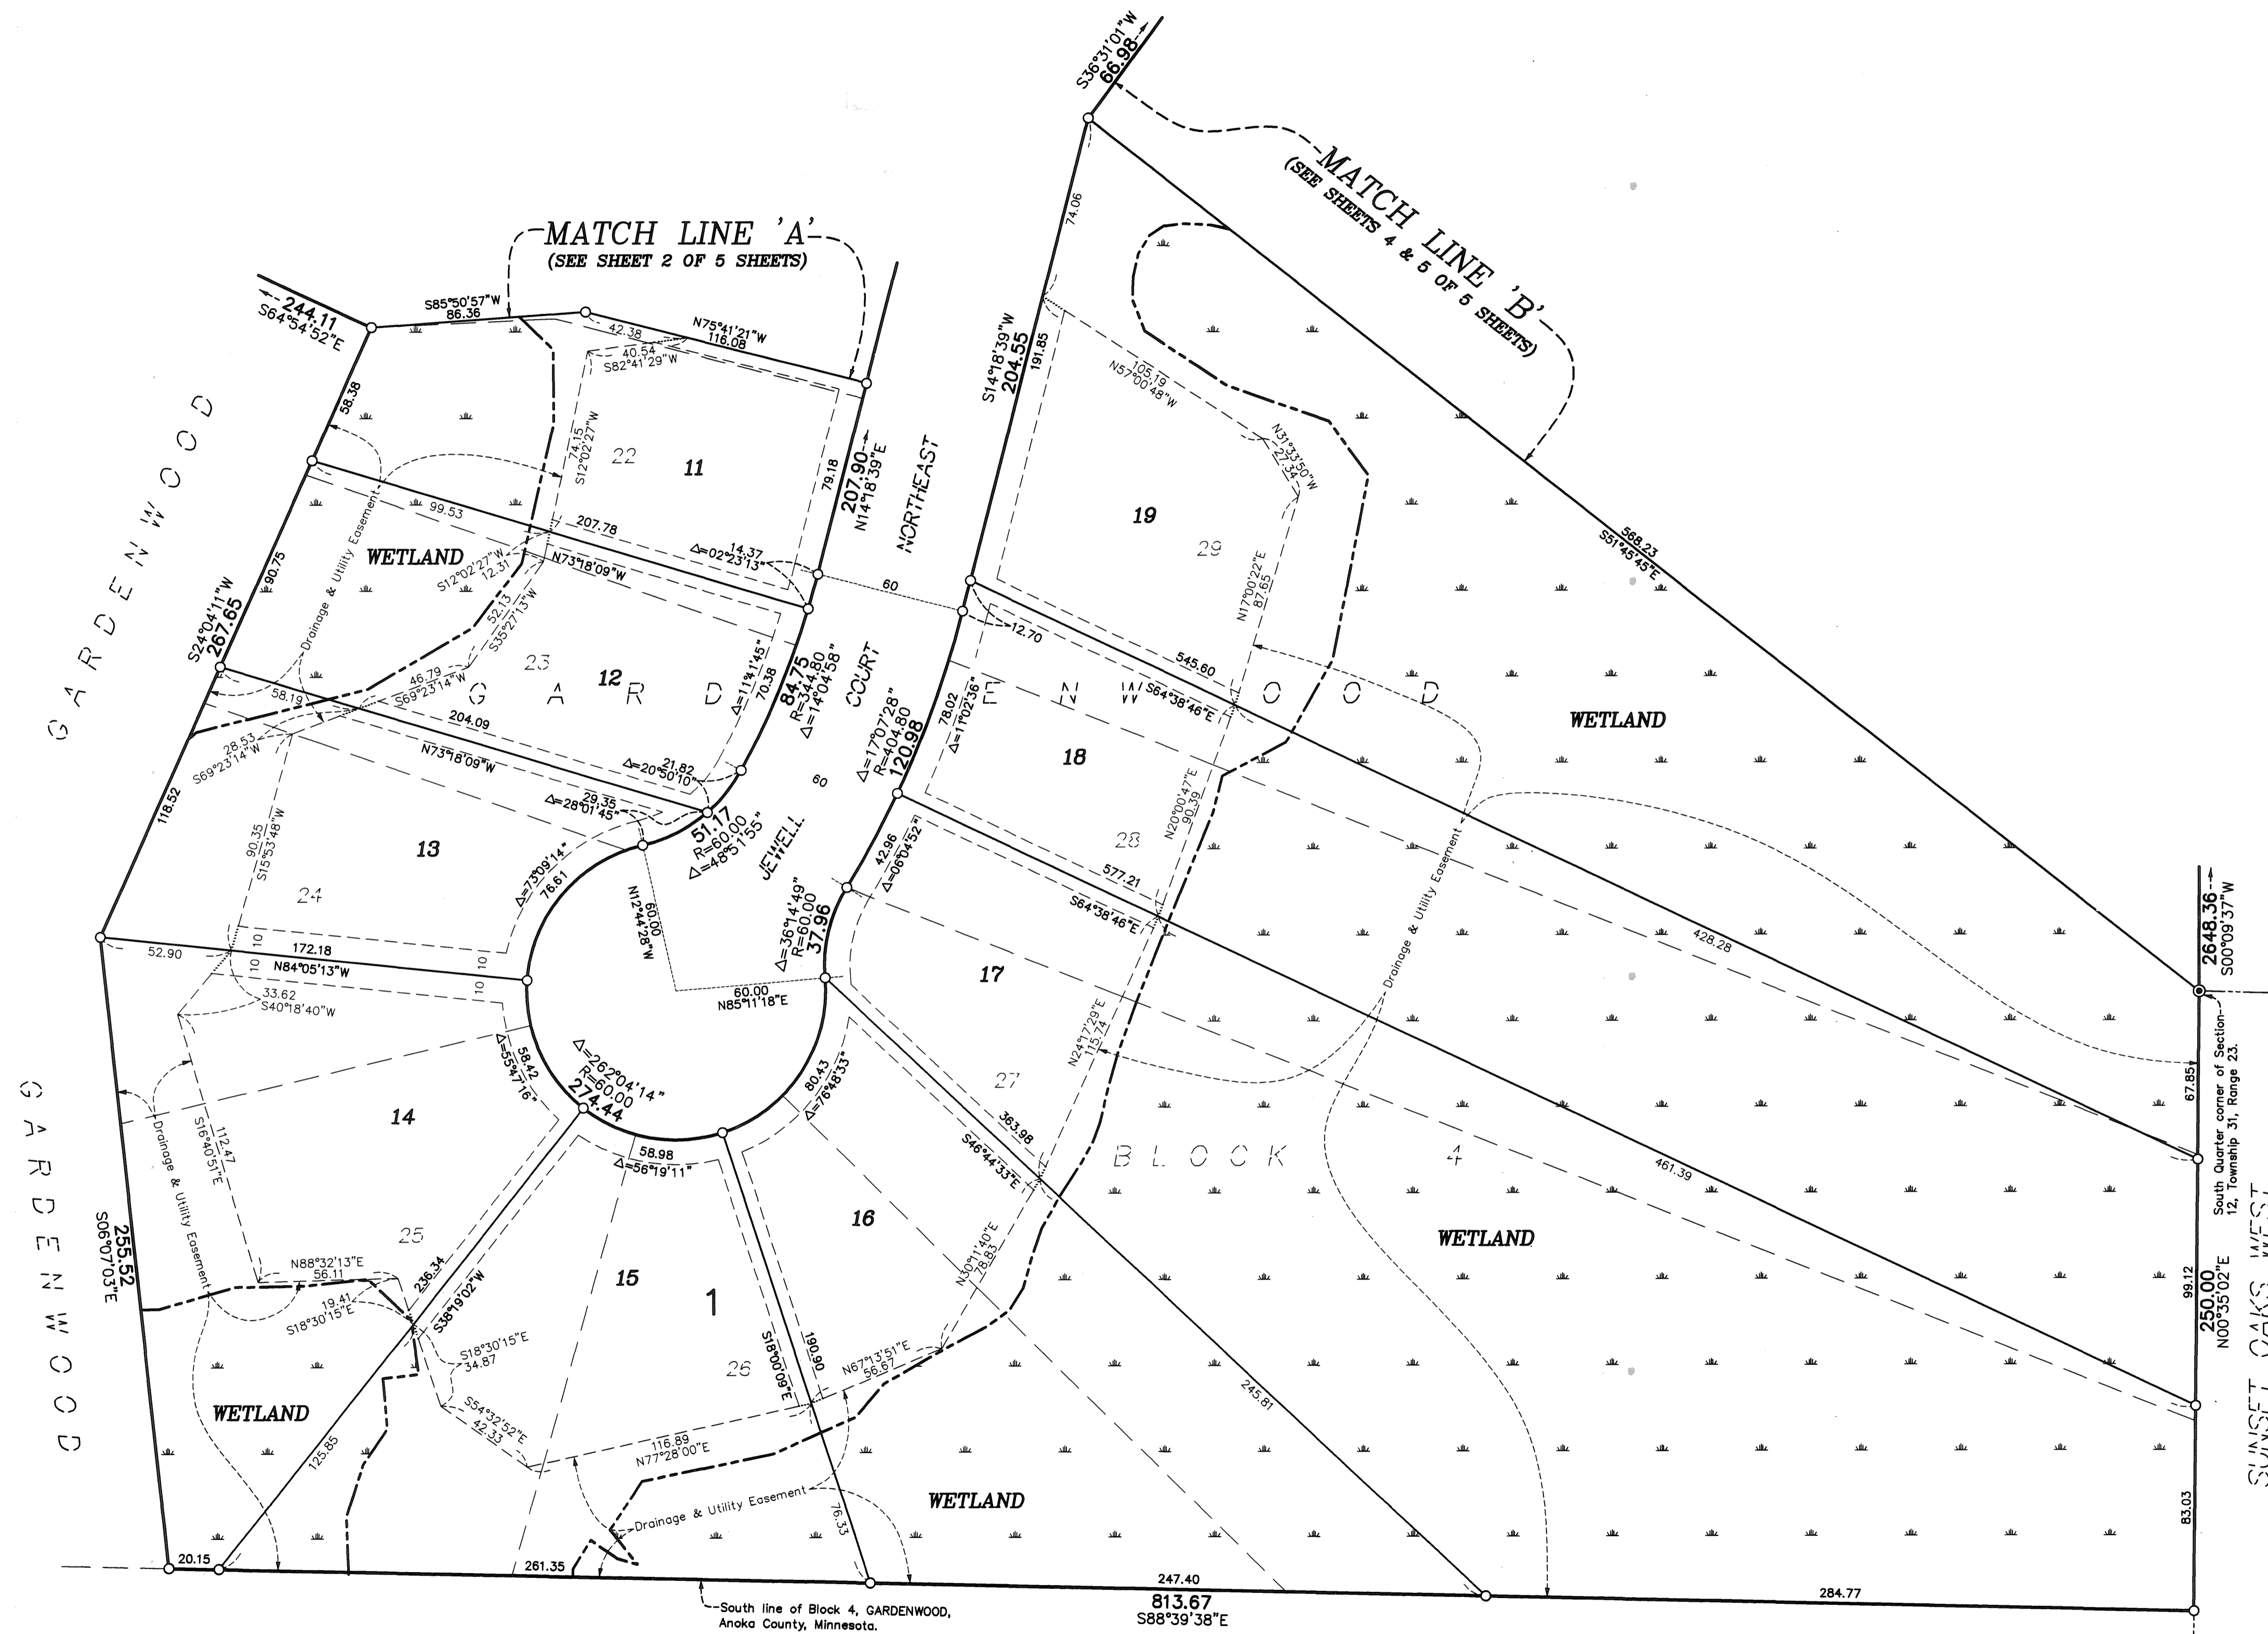 S36°31'01"W
66.98
MATCH LINE 'B'
(SEE SHEETS 4 & 5 OF 5 SHEETS)
MATCH LINE 'A'
(SEE SHEET 2 OF 5 SHEETS)
244.11
S64°54'52"E
S85°50'57"W
86.36
42.38
N75°41'21"W
116.08
40.54
S82°41'29"W
58.38
74.15
S12°02'27"W
22
11
79.18
207.90
N14°18'39"E
NORTHEAST
74.06
S14°18'39"W
204.55
191.85
105.19
N57°00'48"W
N31°33'50"W
27.34
19
29
N17°00'22"E
87.65
568.23
S51°45'45"E
GARDENWOOD
Drainage & Utility Easement
99.53
207.78
N73°18'09"W
14.37
Δ=02°23'13"
60
12.70
WETLAND
S12°02'27"W
12.31
90.75
S24°04'11"W
267.65
52.13
S35°27'13"W
46.79
S69°23'14"W
58.19
204.09
N73°18'09"W
28.53
S69°23'14"W
23
12
Δ=11°41'45"
70.38
84.75
R=344.80
Δ=14°04'58"
COURT
Δ=17°07'28"
R=404.80
120.98
78.02
Δ=11°02'36"
545.60
S64°38'46"E
GARDENWOOD
WETLAND
21.82
Δ=20°50'10"
29.35
Δ=28°01'45"
51.17
R=60.00
Δ=48°51'55"
60
JEWELL
18
28
N20°00'47"E
90.39
118.52
90.35
S15°53'48"W
13
24
Δ=73°09'14"
76.61
N12°44'28"W
60.00
42.96
Δ=06°04'52"
Δ=36°14'49"
R=60.00
37.96
577.21
S64°38'46"E
Drainage & Utility Easement
428.28
2648.36
S00°09'37"W
52.90
10
10
172.18
N84°05'13"W
10
10
33.62
S40°18'40"W
60.00
N85°11'18"E
17
27
N24°17'29"E
115.74
South Quarter corner of Section
12, Township 31, Range 23.
67.85
58.42
Δ=55°47'16"
Δ=262°04'14"
R=60.00
274.44
80.43
Δ=76°48'33"
58.98
Δ=56°19'11"
363.98
S46°44'33"E
BLOCK 4
461.39
14
25
112.47
S16°40'51"E
Drainage & Utility Easement
GARDENWOOD
255.52
S06°07'03"E
N88°32'13"E
56.11
19.41
S18°30'15"E
236.34
S38°19'02"W
S18°30'15"E
34.87
15
1
26
16
N30°11'40"E
78.83
S18°00'09"E
190.90
N67°13'51"E
56.67
WETLAND
99.12
250.00
N00°35'02"E
SUNSET OAKS WEST
WETLAND
S54°32'52"E
42.33
116.89
N77°28'00"E
125.85
245.81
Drainage & Utility Easement
76.33
WETLAND
83.03
20.15
261.35
247.40
813.67
S88°39'38"E
284.77
South line of Block 4, GARDENWOOD,
Anoka County, Minnesota.